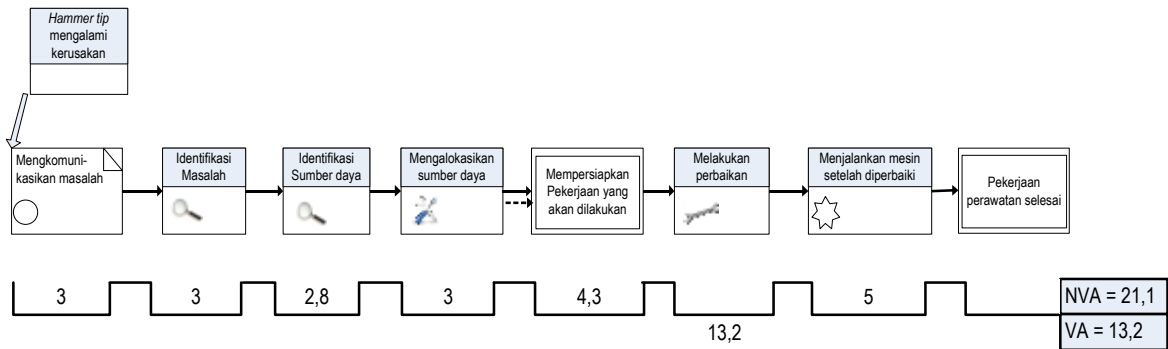 Hammer tip
mengalami
kerusakan
Mengkomuni-
kasikan masalah
Identifikasi
Masalah
Identifikasi
Sumber daya
Mengalokasikan
sumber daya
Mempersiapkan
Pekerjaan yang
akan dilakukan
Melakukan
perbaikan
Menjalankan mesin
setelah diperbaiki
Pekerjaan
perawatan selesai
3
3
2,8
3
4,3
13,2
5
NVA = 21,1
VA = 13,2